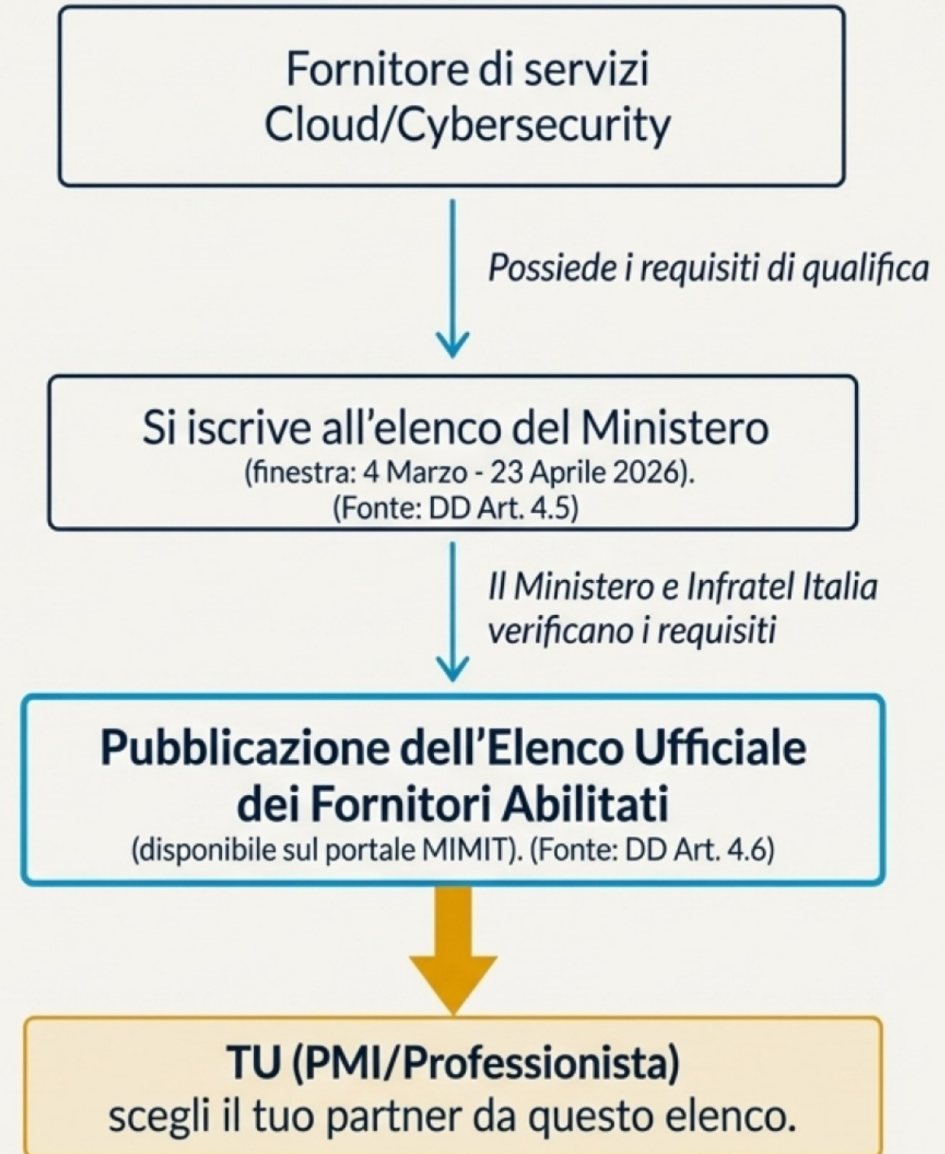 Fornitore di servizi
Cloud/Cybersecurity
Possiede i requisiti di qualifica
Si iscrive all'elenco del Ministero
(finestra: 4 Marzo - 23 Aprile 2026).
(Fonte: DD Art. 4.5)
Il Ministero e Infratel Italia
verificano i requisiti
Pubblicazione dell'Elenco Ufficiale
dei Fornitori Abilitati
(disponibile sul portale MIMIT). (Fonte: DD Art. 4.6)
TU (PMI/Professionista)
scegli il tuo partner da questo elenco.